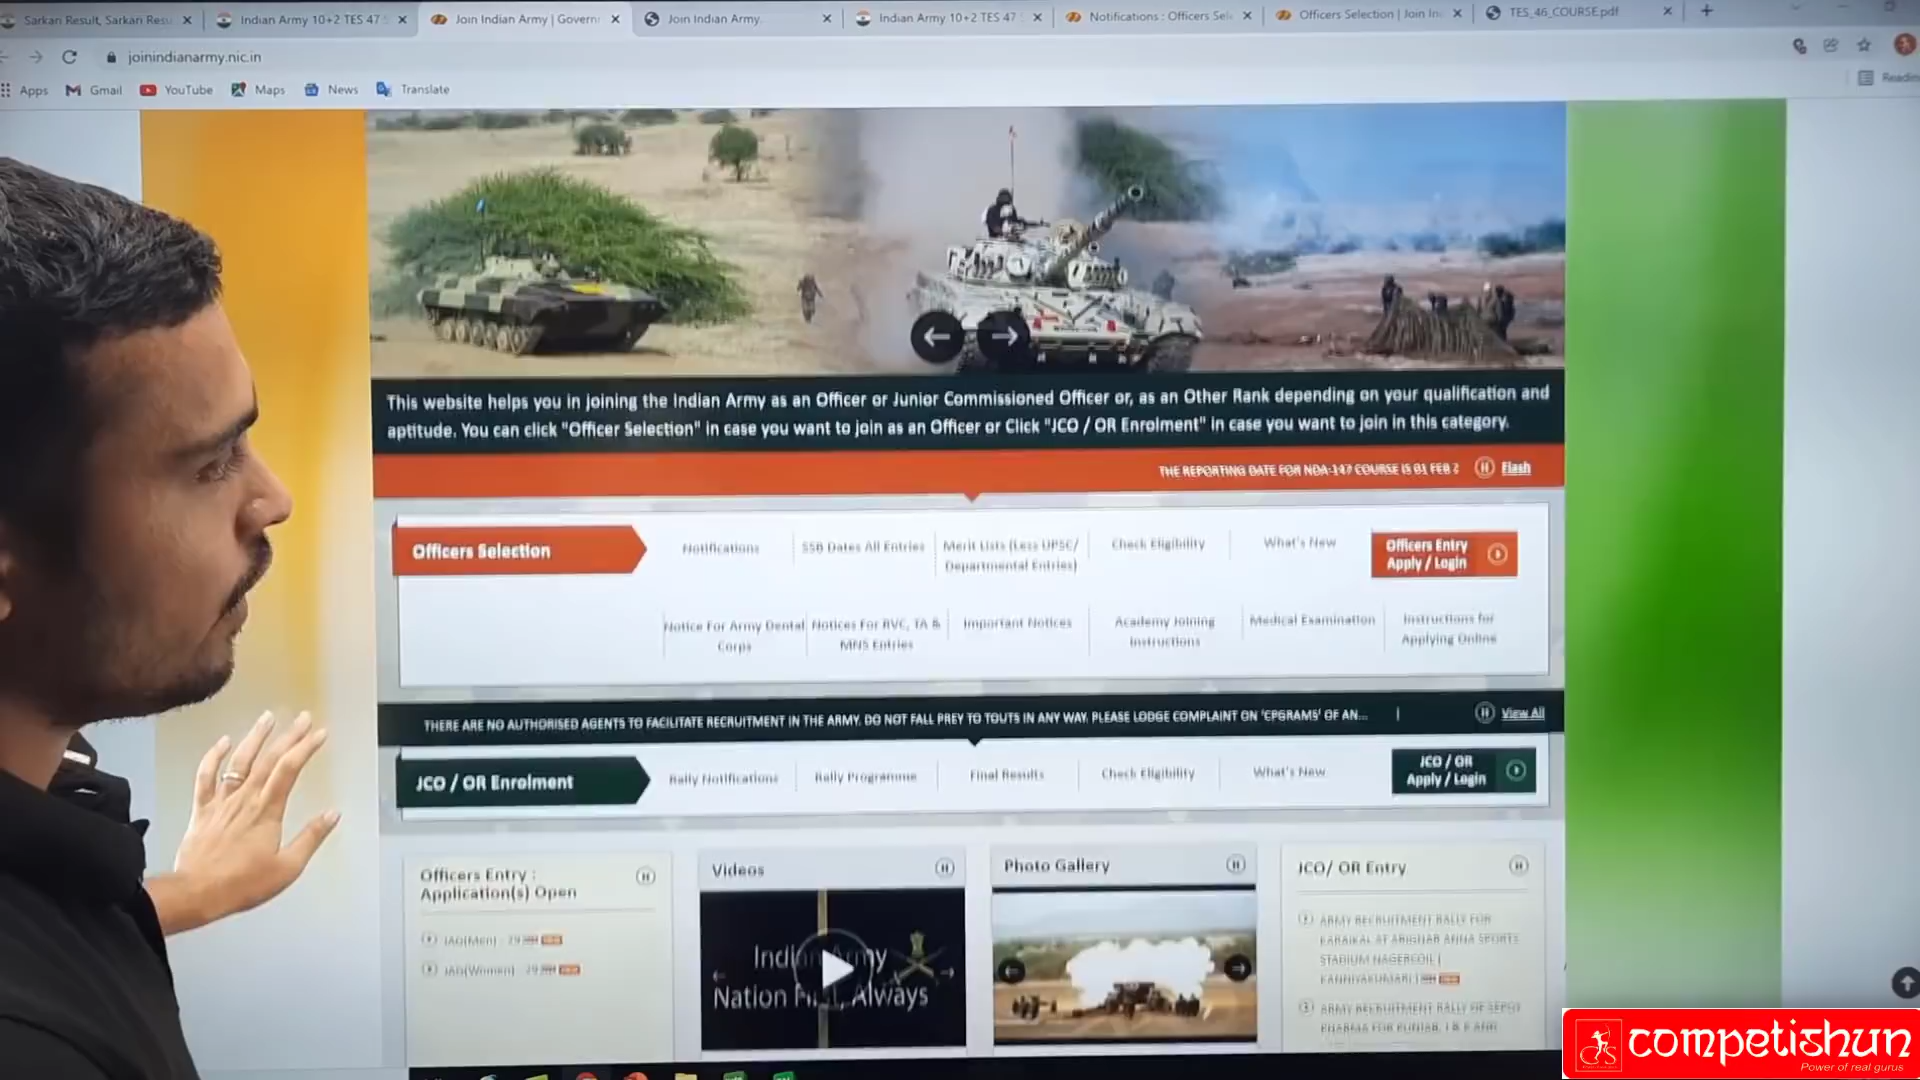 Sarkari Result, Sarkari Resu
Indian Army 10+2 TES 47
Join Indian Army | Govern
Join Indian Army.
Indian Army 10+2 TES 47
Notifications : Officers Sel
Officers Selection | Join In
TES_46_COURSE.pdf
joinindianarmy.nic.in
Apps
Gmail
YouTube
Maps
News
Translate
Readin
This website helps you in joining the Indian Army as an Officer or Junior Commissioned Officer or, as an Other Rank depending on your qualification and
aptitude. You can click "Officer Selection" in case you want to join as an Officer or Click "JCO / OR Enrolment" in case you want to join in this category.
THE REPORTING DATE FOR NDA-147 COURSE IS 01 FEB 2
Flash
Officers Selection
Notifications
SSB Dates All Entries
Merit Lists (Less UPSC/
Departmental Entries)
Check Eligibility
What's New
Officers Entry
Apply / Login
Notice For Army Dental
Corps
Notices For RVC, TA &
MNS Entries
Important Notices
Academy Joining
Instructions
Medical Examination
Instructions for
Applying Online
THERE ARE NO AUTHORISED AGENTS TO FACILITATE RECRUITMENT IN THE ARMY. DO NOT FALL PREY TO TOUTS IN ANY WAY. PLEASE LODGE COMPLAINT ON 'CPGRAMS' OF AN...
View All
JCO / OR Enrolment
Rally Notifications
Rally Programme
Final Results
Check Eligibility
What's New
JCO / OR
Apply / Login
Officers Entry :
Application(s) Open
JAG(Men) - 29
JAG(Women) - 29
Videos
Indian Army
Nation First, Always
Photo Gallery
JCO/ OR Entry
ARMY RECRUITMENT RALLY FOR
KARAIKAL AT ARIGNAR ANNA SPORTS
STADIUM NAGERCOIL (
KANNIYAKUMARI )
ARMY RECRUITMENT RALLY OF SEPOY
PHARMA FOR PUNJAB, J & K AND
competishun
Power of real gurus